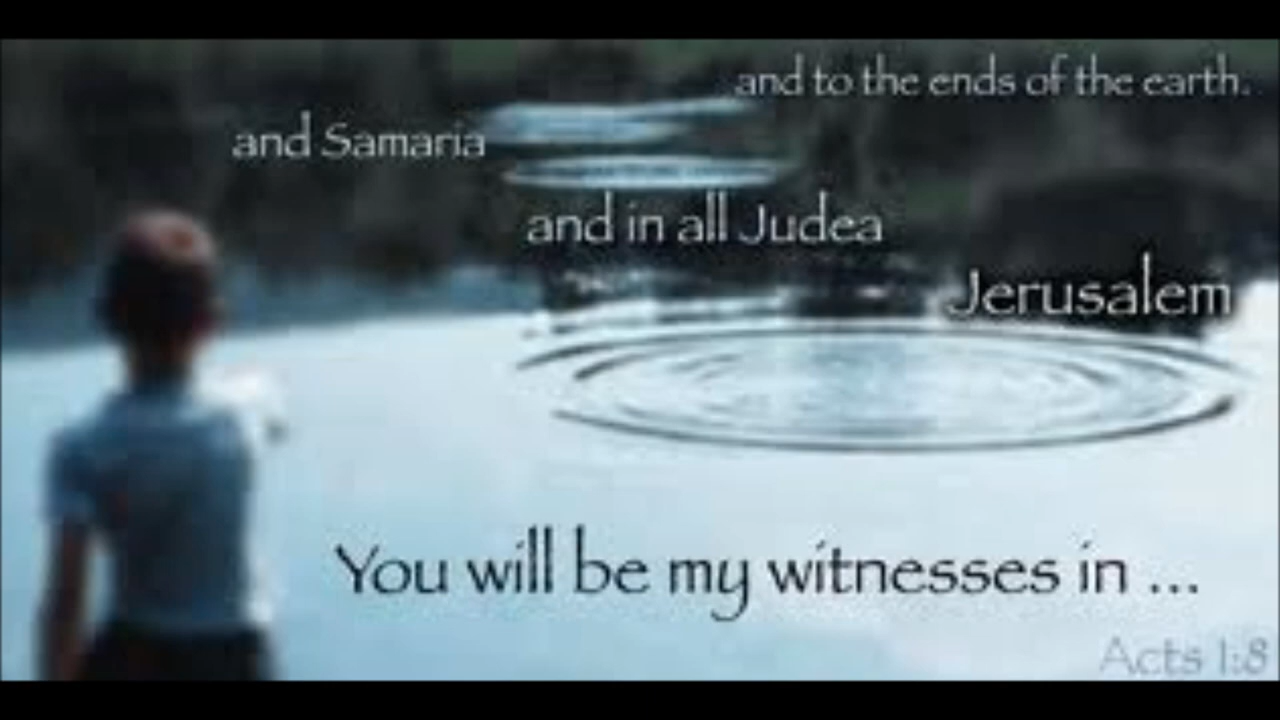 and to the ends of the earth.
and Samaria
and in all Judea
Jerusalem
You will be my witnesses in ...
Acts 1:8